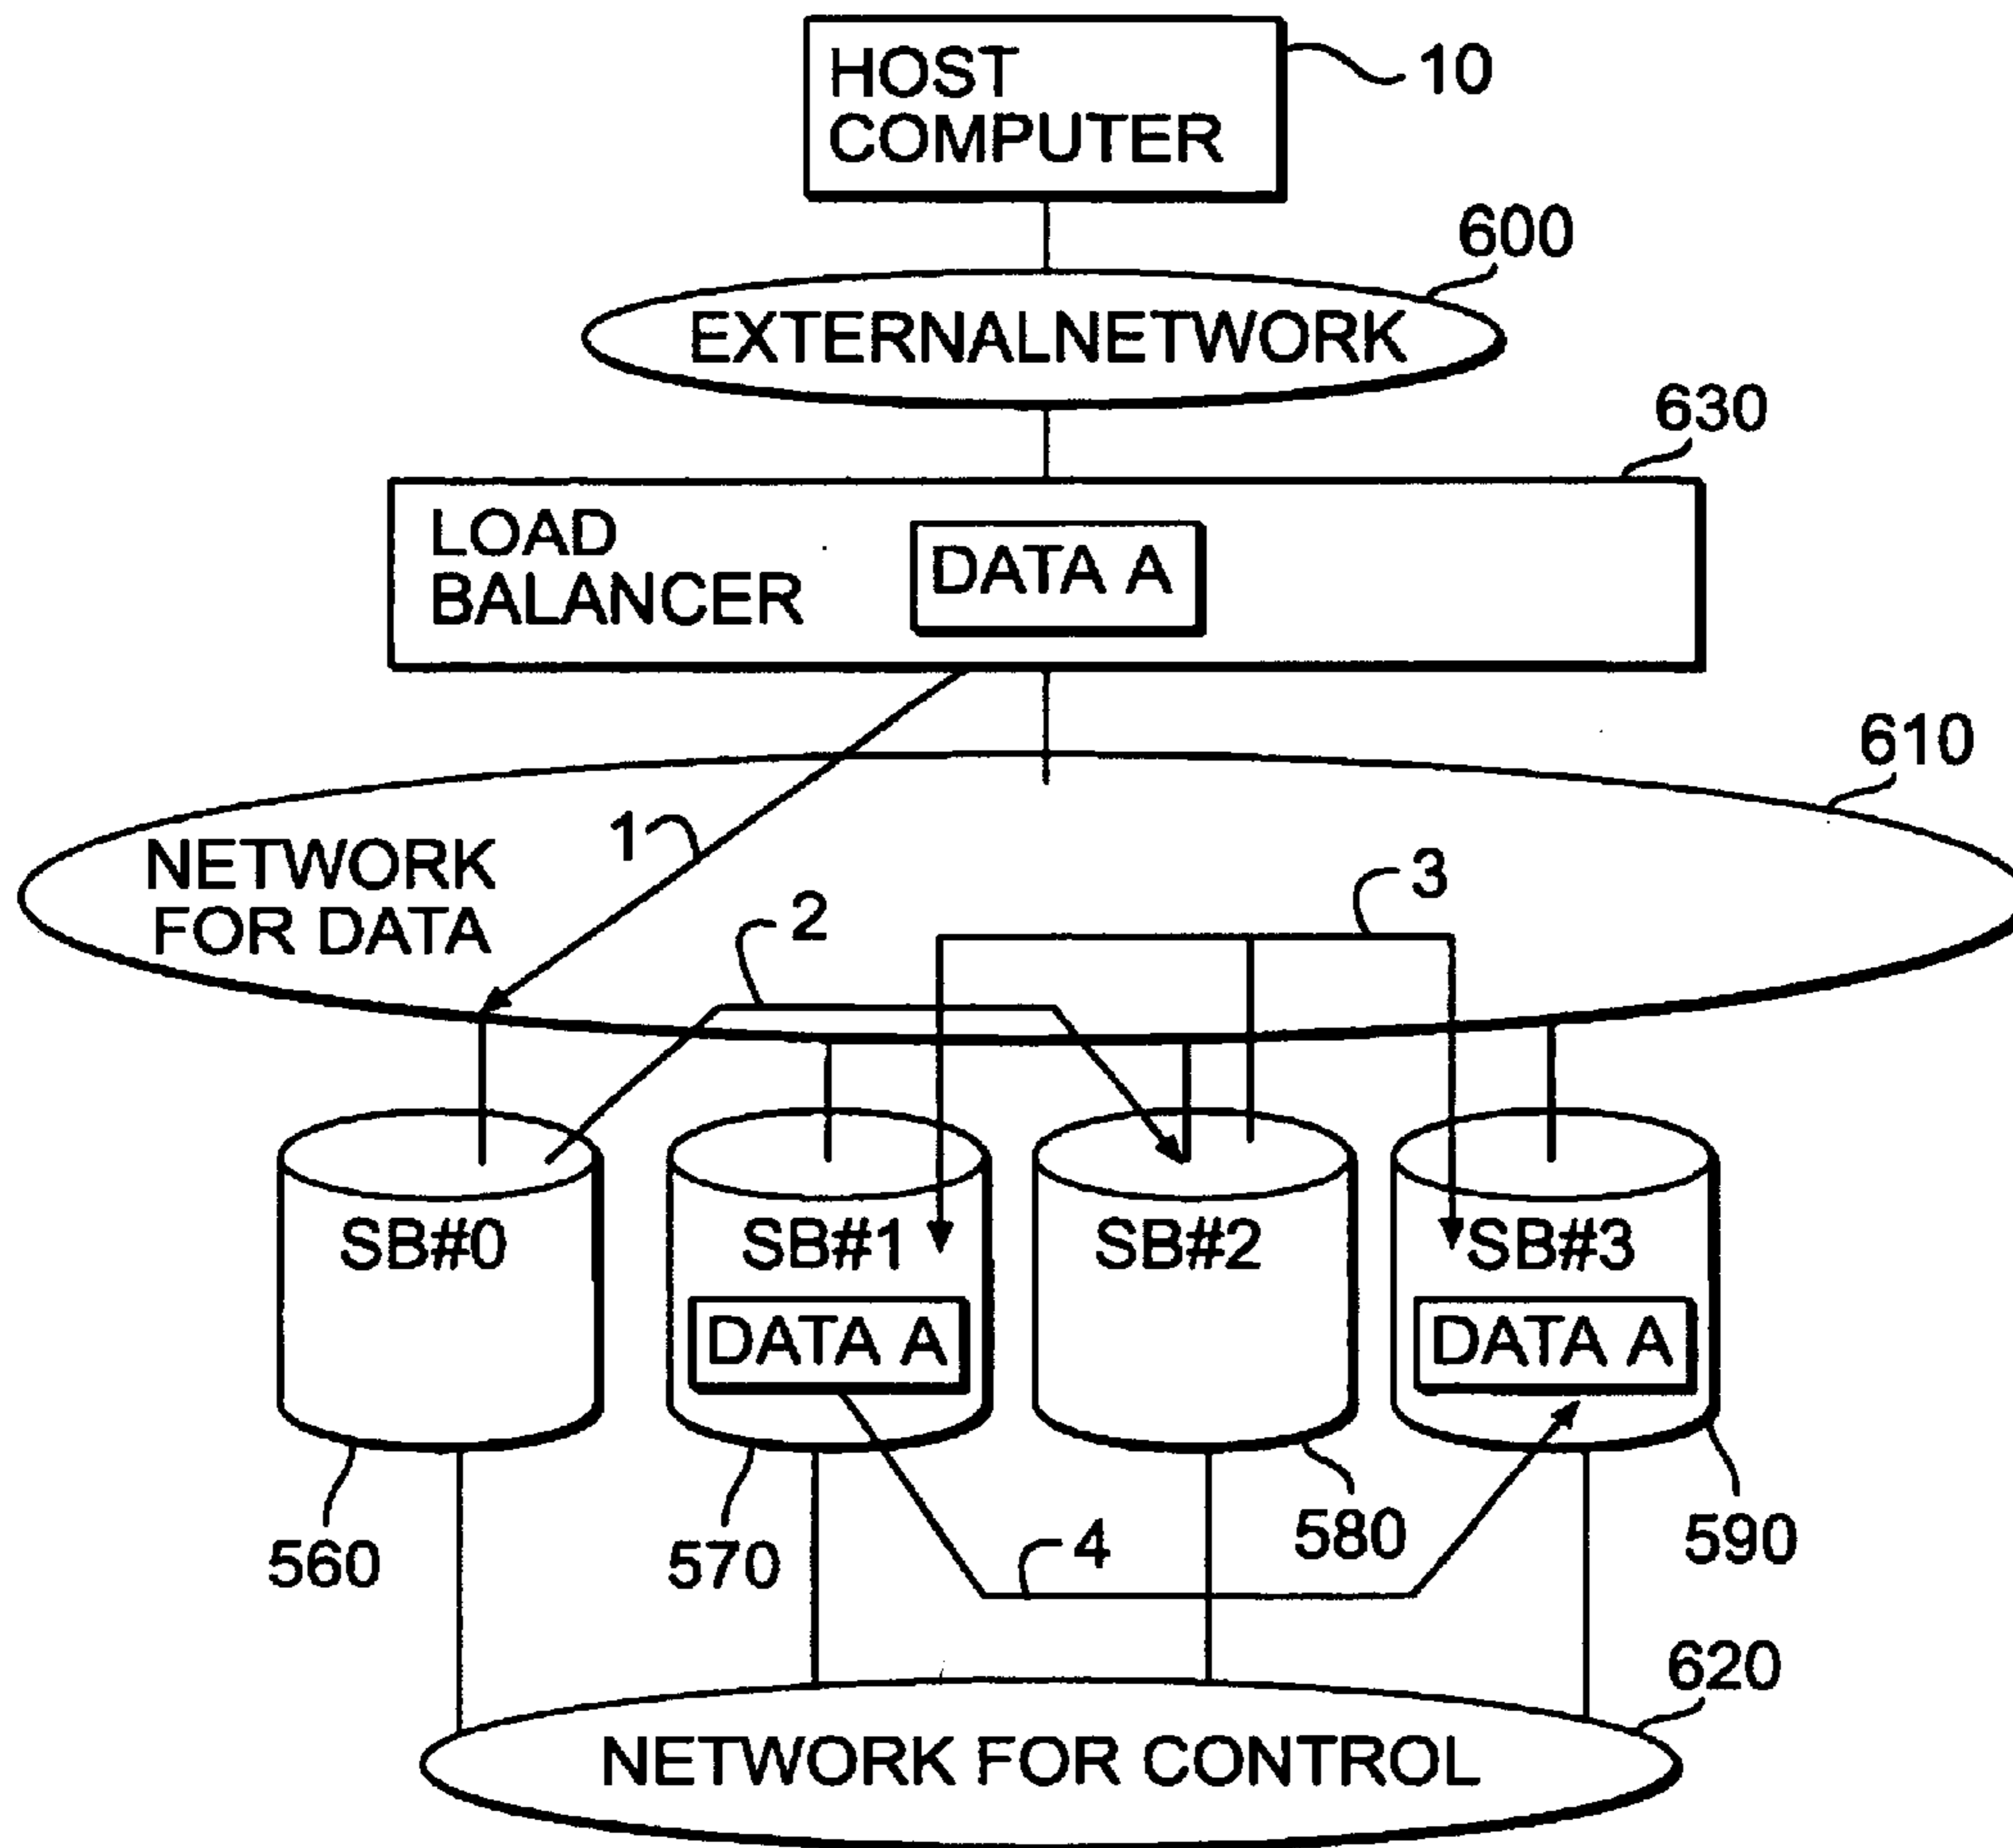 HOST
COMPUTER
10
600
EXTERNALNETWORK
630
LOAD
BALANCER
DATA A
610
1
NETWORK
FOR DATA
2
3
SB#0
SB#1
SB#2
SB#3
DATA A
DATA A
560
570
4
580
590
620
NETWORK FOR CONTROL